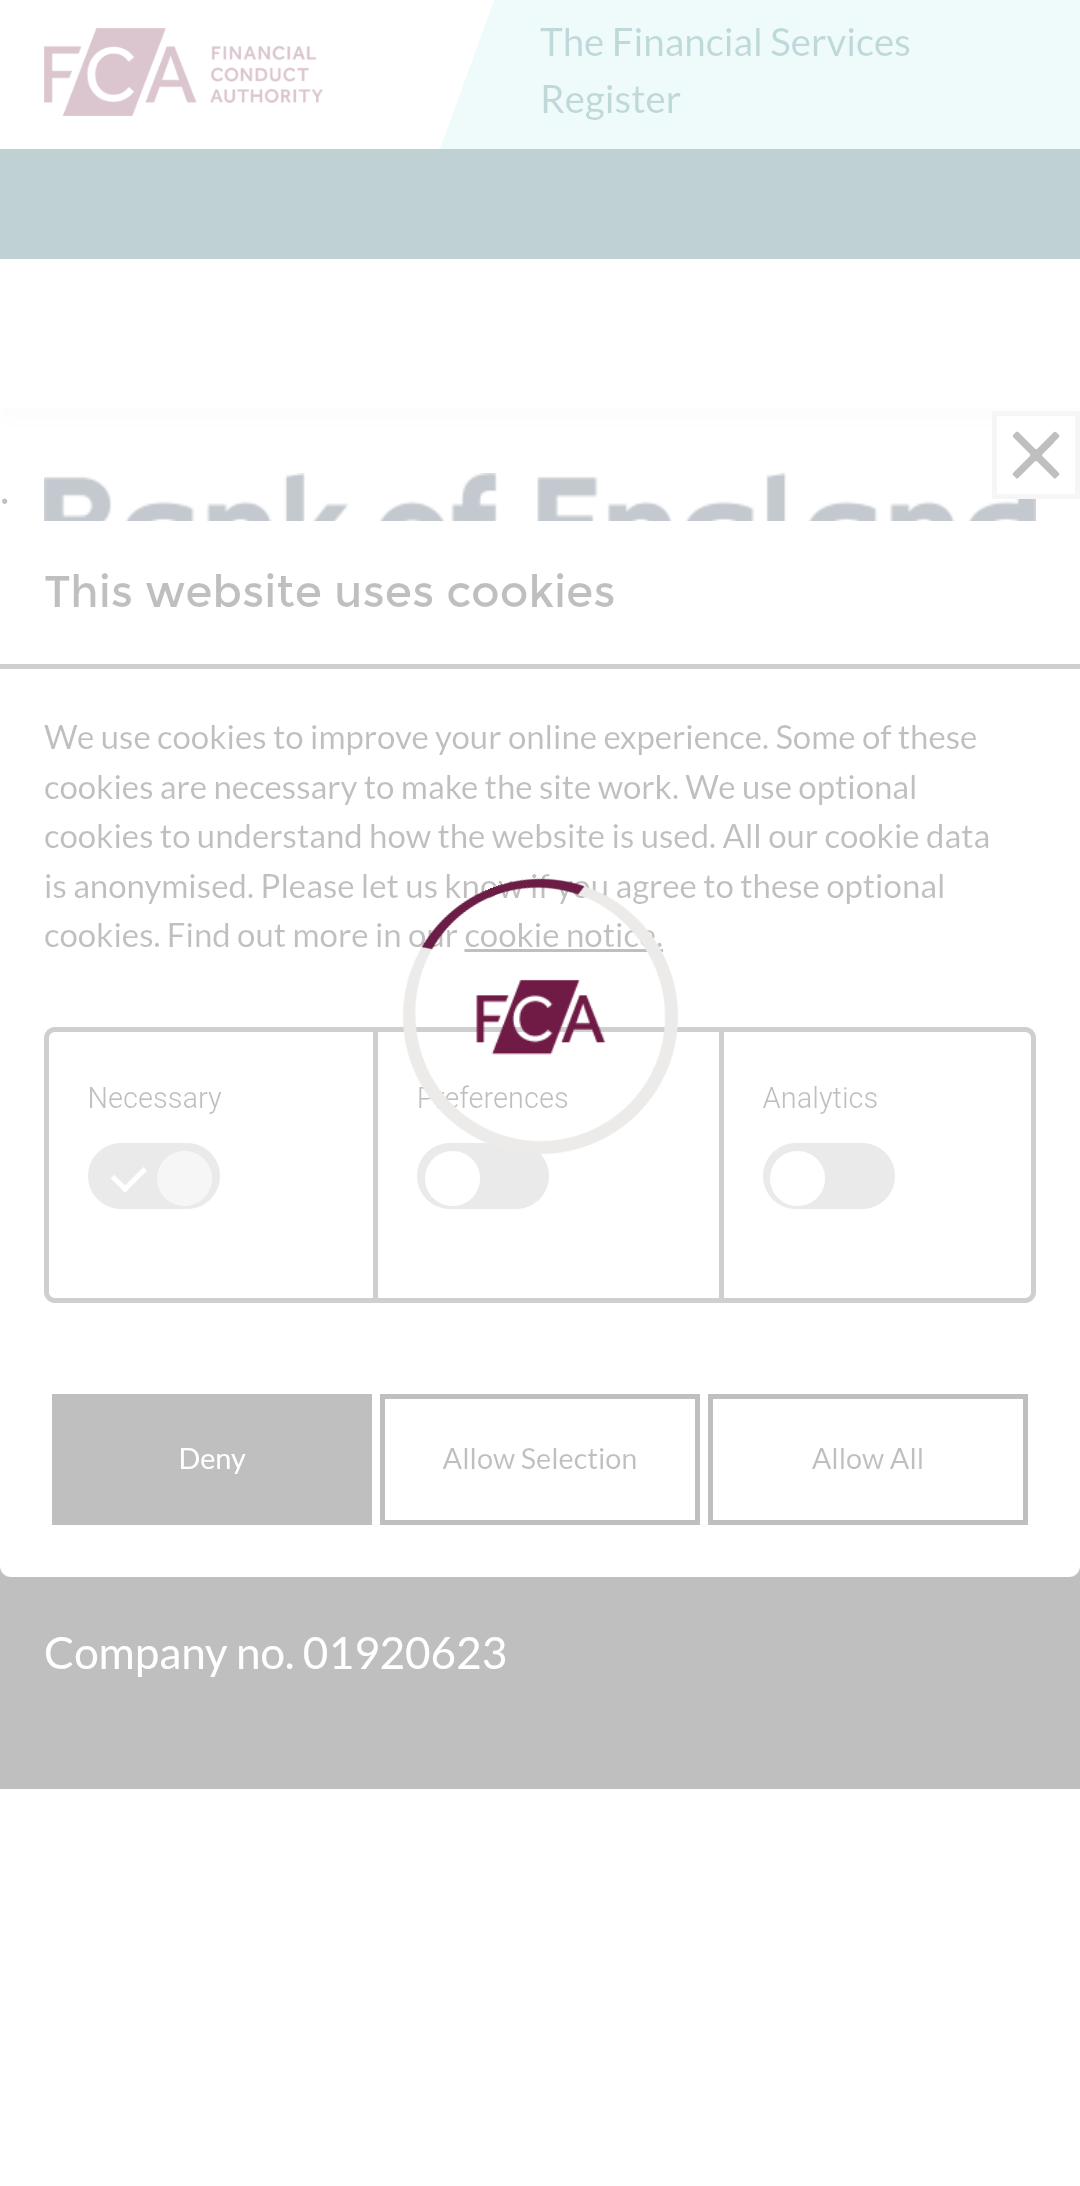 FCA FINANCIAL
CONDUCT
AUTHORITY
The Financial Services
Register
Bank of England
This website uses cookies
We use cookies to improve your online experience. Some of these
cookies are necessary to make the site work. We use optional
cookies to understand how the website is used. All our cookie data
is anonymised. Please let us know if you agree to these optional
cookies. Find out more in our cookie notice.
FCA
Necessary
Preferences
Analytics
Deny
Allow Selection
Allow All
Company no. 01920623